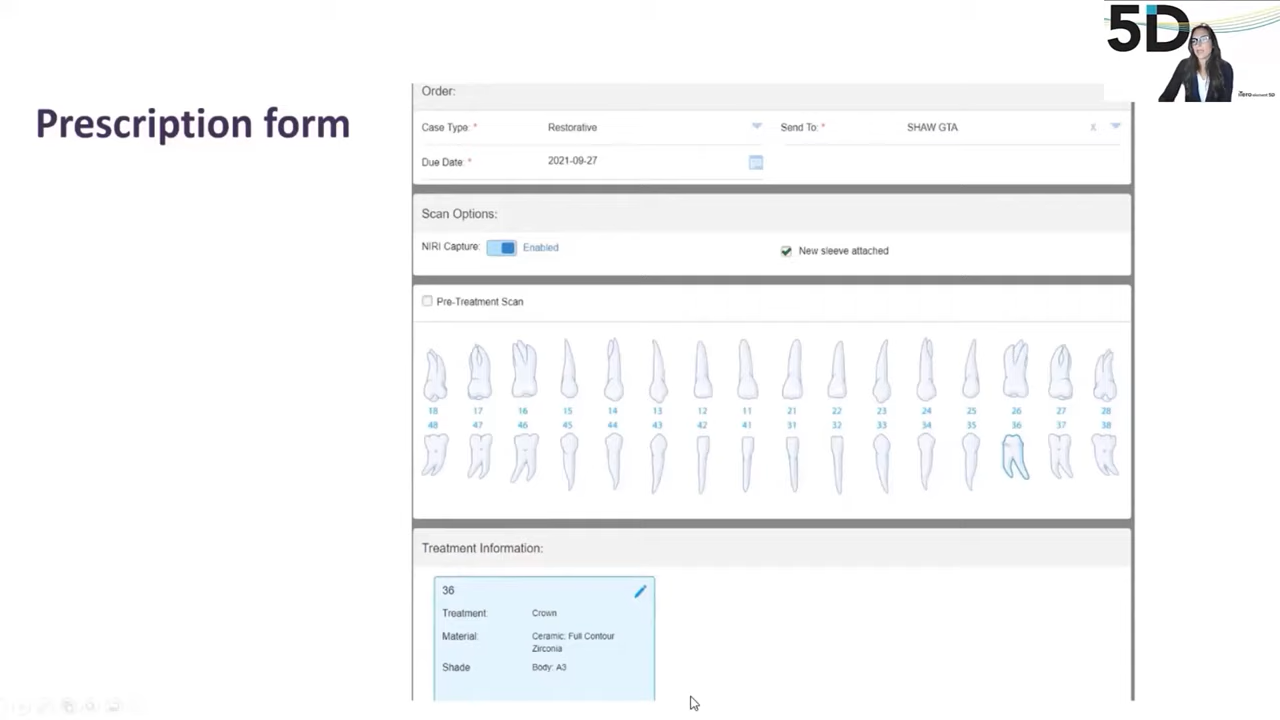 5D
iTero element 5D
Prescription form
Order:
Case Type: * Restorative Send To: * SHAW GTA x
Due Date: * 2021-09-27
Scan Options:
NIRI Capture: Enabled New sleeve attached
Pre-Treatment Scan
18 17 16 15 14 13 12 11 21 22 23 24 25 26 27 28
48 47 46 45 44 43 42 41 31 32 33 34 35 36 37 38
Treatment Information:
36
Treatment: Crown
Material: Ceramic: Full Contour
Zirconia
Shade Body: A3